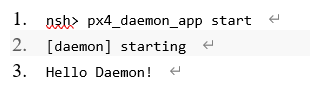 1. nsh> px4_daemon_app start ↵
2. [daemon] starting ↵
3. Hello Daemon! ↵